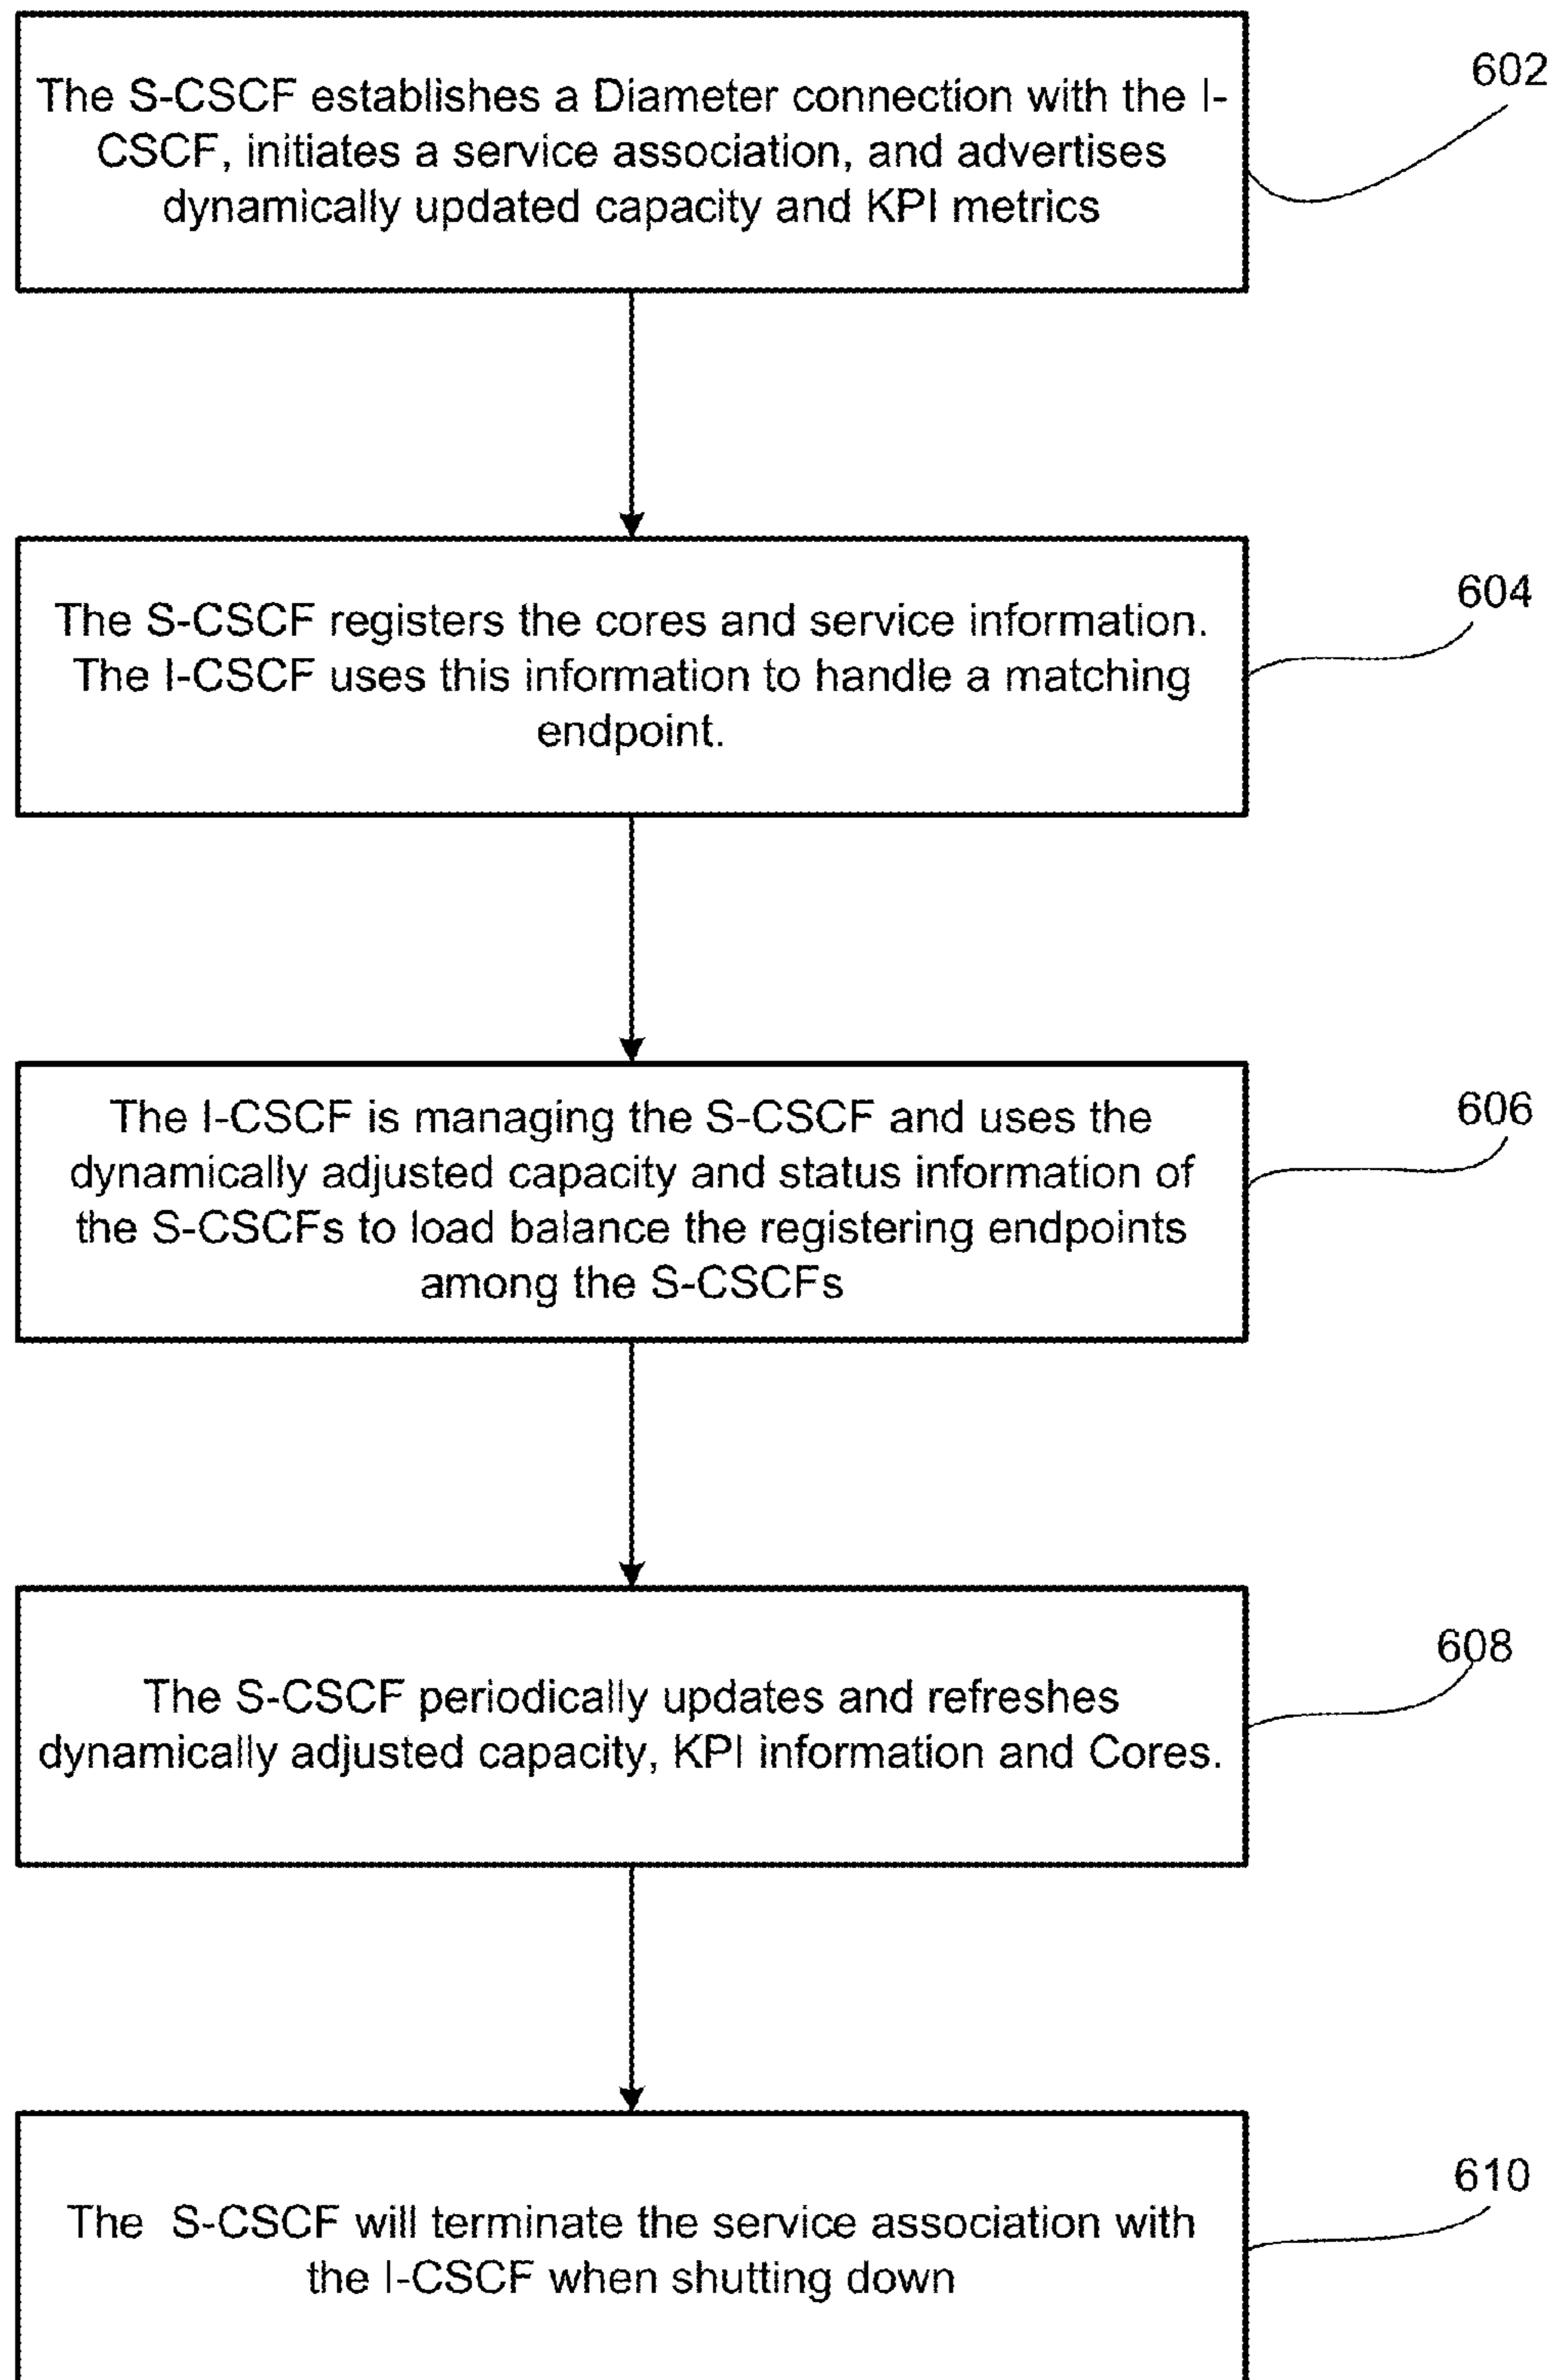 The S-CSCF establishes a Diameter connection with the I-
CSCF, initiates a service association, and advertises
dynamically updated capacity and KPI metrics
602
The S-CSCF registers the cores and service information.
The I-CSCF uses this information to handle a matching
endpoint.
604
The I-CSCF is managing the S-CSCF and uses the
dynamically adjusted capacity and status information of
the S-CSCFs to load balance the registering endpoints
among the S-CSCFs
606
The S-CSCF periodically updates and refreshes
dynamically adjusted capacity, KPI information and Cores.
608
The  S-CSCF will terminate the service association with
the I-CSCF when shutting down
610